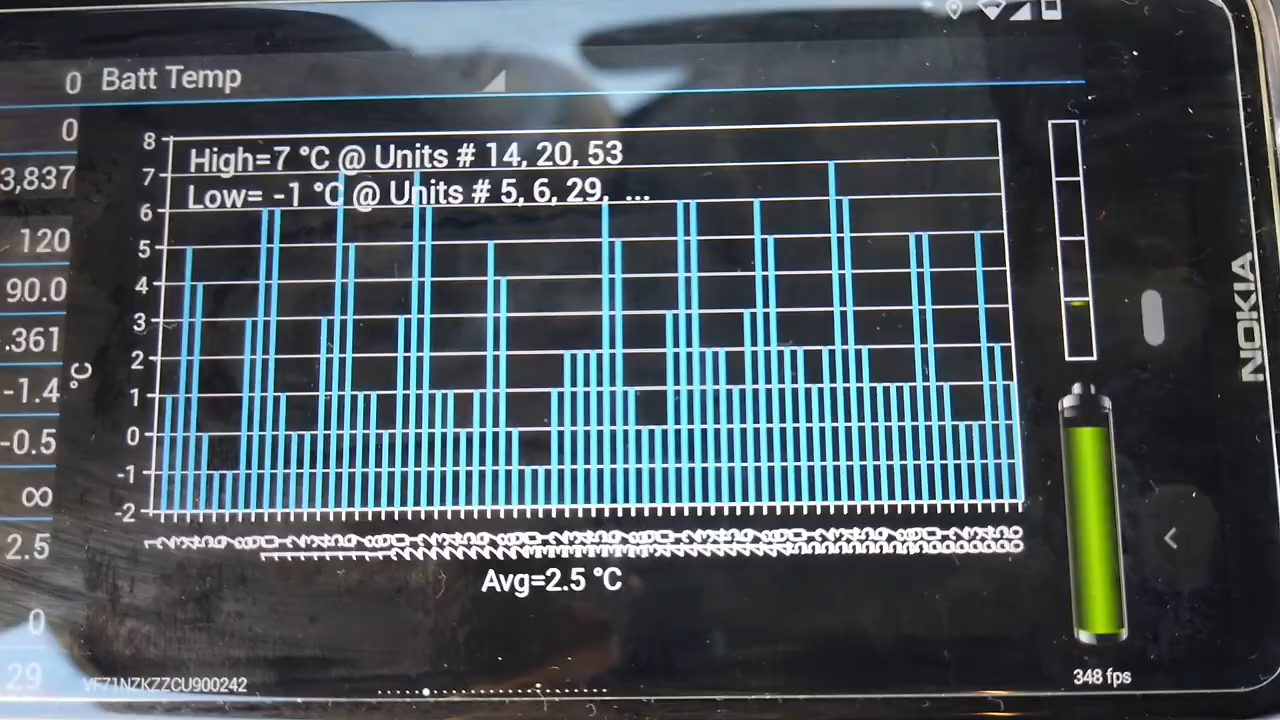 0 Batt Temp
0
3,837
120
90.0
.361
-1.4
-0.5
∞
2.5
0
29
High=7 °C @ Units # 14, 20, 53
Low= -1 °C @ Units # 5, 6, 29, ...
8
7
6
5
4
3
2
1
0
-1
-2
°C
Avg=2.5 °C
YF71NZKZZCU900242
348 fps
NOKIA